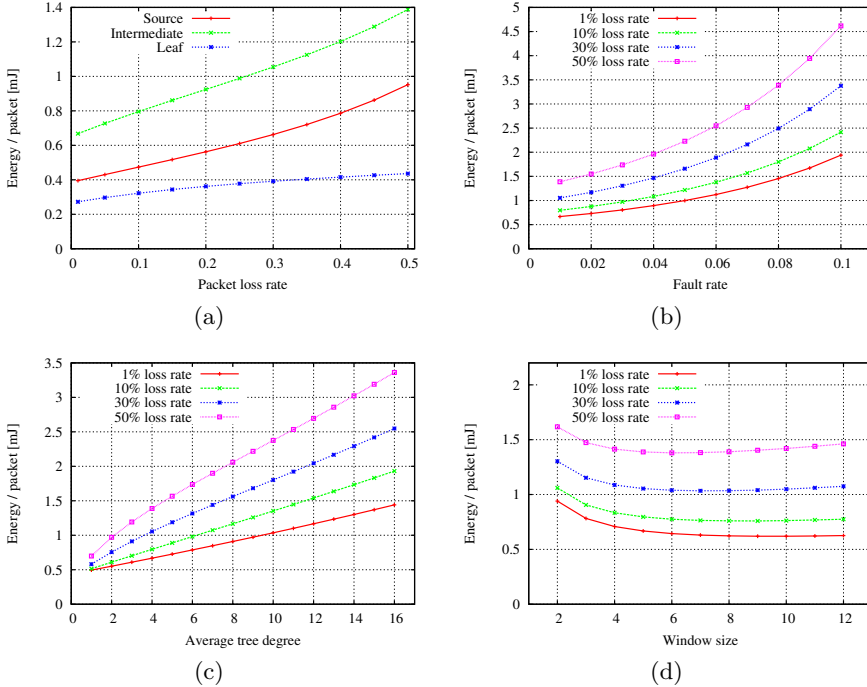 Energy / packet [mJ]
1.4
1.2
1
0.8
0.6
0.4
0.2
0
Source
Intermediate
Leaf
0 0.1 0.2 0.3 0.4 0.5
Packet loss rate
(a)
Energy / packet [mJ]
5
4.5
4
3.5
3
2.5
2
1.5
1
0.5
0
1% loss rate
10% loss rate
30% loss rate
50% loss rate
0 0.02 0.04 0.06 0.08 0.1
Fault rate
(b)
Energy / packet [mJ]
3.5
3
2.5
2
1.5
1
0.5
0
1% loss rate
10% loss rate
30% loss rate
50% loss rate
0 2 4 6 8 10 12 14 16
Average tree degree
(c)
Energy / packet [mJ]
2
1.5
1
0.5
0
1% loss rate
10% loss rate
30% loss rate
50% loss rate
2 4 6 8 10 12
Window size
(d)